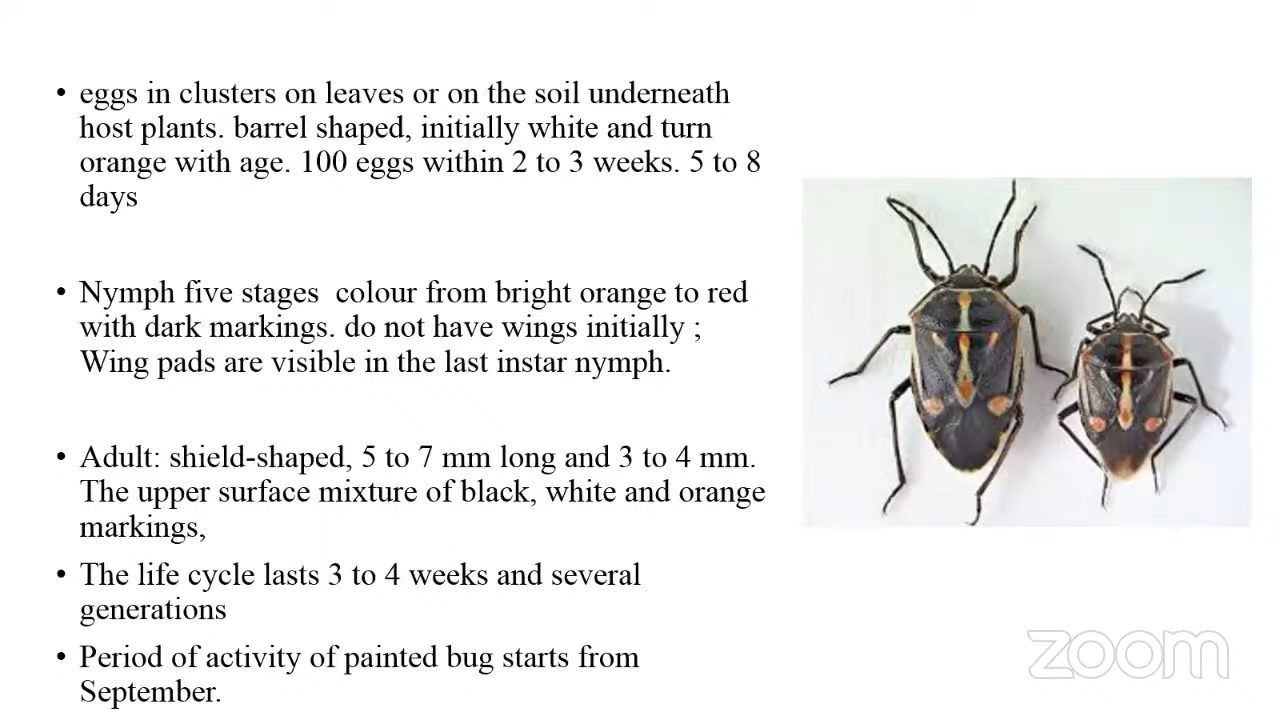 • eggs in clusters on leaves or on the soil underneath
host plants. barrel shaped, initially white and turn
orange with age. 100 eggs within 2 to 3 weeks. 5 to 8
days
• Nymph five stages  colour from bright orange to red
with dark markings. do not have wings initially ;
Wing pads are visible in the last instar nymph.
• Adult: shield-shaped, 5 to 7 mm long and 3 to 4 mm.
The upper surface mixture of black, white and orange
markings,
• The life cycle lasts 3 to 4 weeks and several
generations
• Period of activity of painted bug starts from
September.
zoom